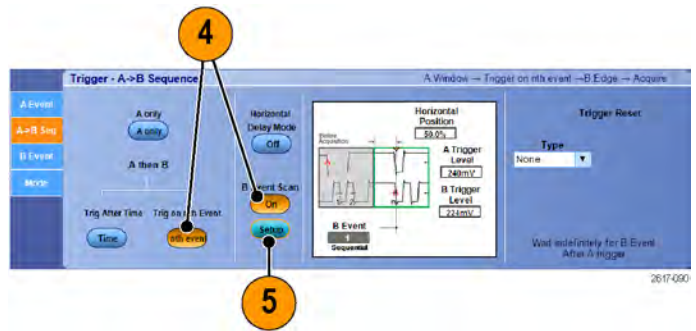 4
Trigger - A->B Sequence
A Window → Trigger on nth event → B Edge → Acquire
A Event
A->B Seq
B Event
Mode
A only
A only
A then B
Trig After Time
Trig on nth Event
Time
nth event
Horizontal
Delay Mode
Off
B Event Scan
On
Setup
Before
Acquisition
Horizontal
Position
50.0%
A Trigger
Level
240mV
B Trigger
Level
224mV
B Event
1
Sequential
Trigger Reset
Type
None
Wait indefinitely for B Event
After A trigger
5
2617-090